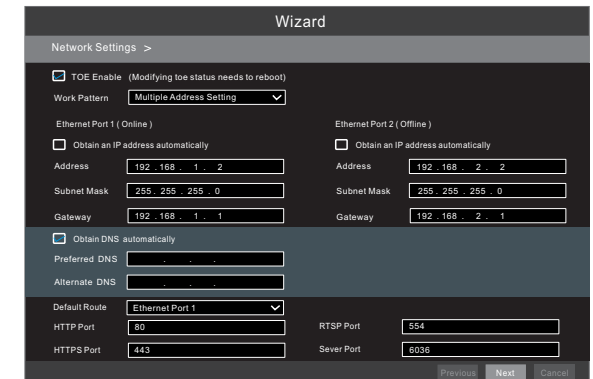 Wizard
Network Settings >
TOE Enable (Modifying toe status needs to reboot)
Work Pattern Multiple Address Setting
Ethernet Port 1 ( Online ) Ethernet Port 2 ( Offline )
Obtain an IP address automatically Obtain an IP address automatically
Address 192 . 168 . 1 . 2 Address 192 . 168 . 2 . 2
Subnet Mask 255 . 255 . 255 . 0 Subnet Mask 255 . 255 . 255 . 0
Gateway 192 . 168 . 1 . 1 Gateway 192 . 168 . 2 . 1
Obtain DNS automatically
Preferred DNS . . .
Alternate DNS . . .
Default Route Ethernet Port 1
HTTP Port 80 RTSP Port 554
HTTPS Port 443 Sever Port 6036
Previous Next Cancel